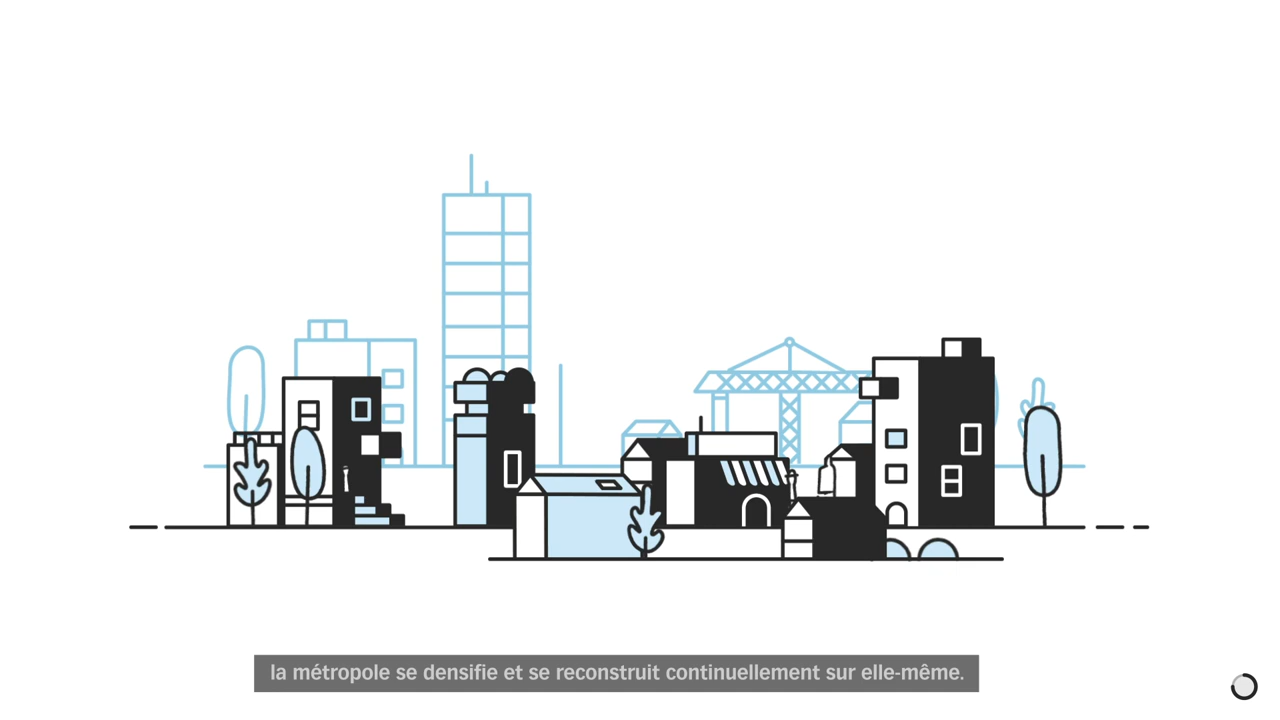 la métropole se densifie et se reconstruit continuellement sur elle-même.